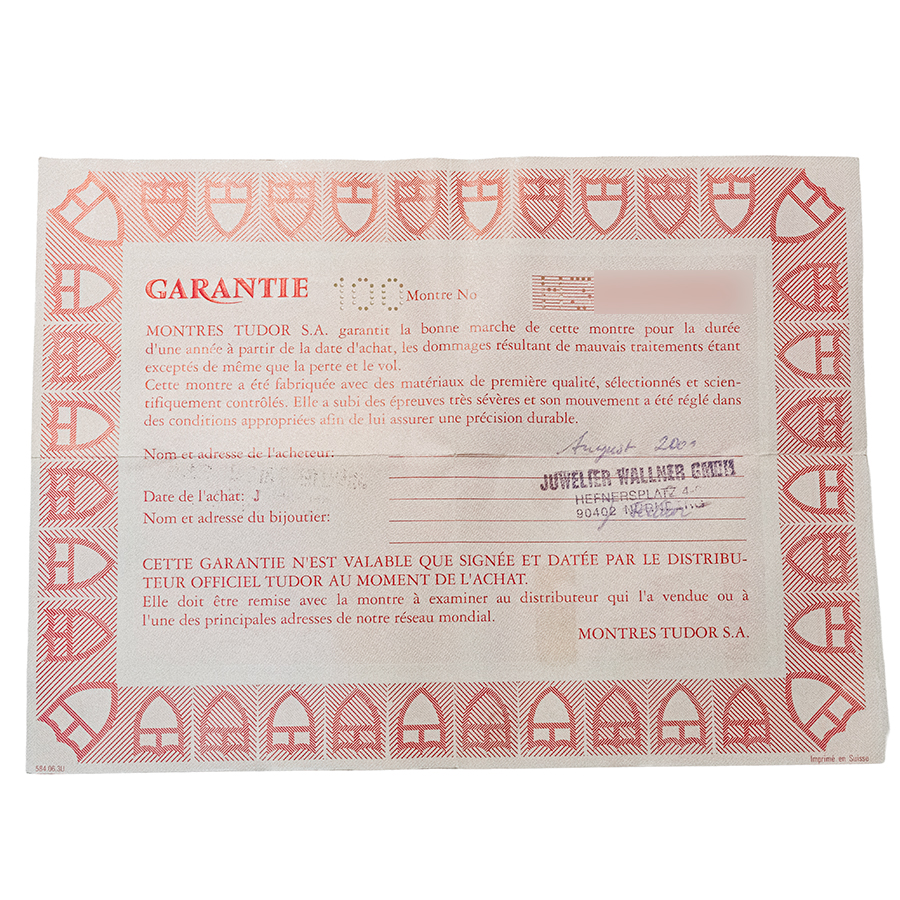 GARANTIE 100 Montre No
MONTRES TUDOR S.A. garantit la bonne marche de cette montre pour la durée
d'une année à partir de la date d'achat, les dommages résultant de mauvais traitements étant
exceptés de même que la perte et le vol.
Cette montre a été fabriquée avec des matériaux de première qualité, sélectionnés et scien-
tifiquement contrôlés. Elle a subi des épreuves très sévères et son mouvement a été réglé dans
des conditions appropriées afin de lui assurer une précision durable.
August 2001
Nom et adresse de l'acheteur:
JUWELIER WALLNER GMBH
HEFNERSPLATZ
Date de l'achat:
90402
Nom et adresse du bijoutier:
CETTE GARANTIE N'EST VALABLE QUE SIGNÉE ET DATÉE PAR LE DISTRIBU-
TEUR OFFICIEL TUDOR AU MOMENT DE L'ACHAT.
Elle doit être remise avec la montre à examiner au distributeur qui l'a vendue ou à
l'une des principales adresses de notre réseau mondial.
MONTRES TUDOR S.A.
564.06.3U
Imprimé en Suisse